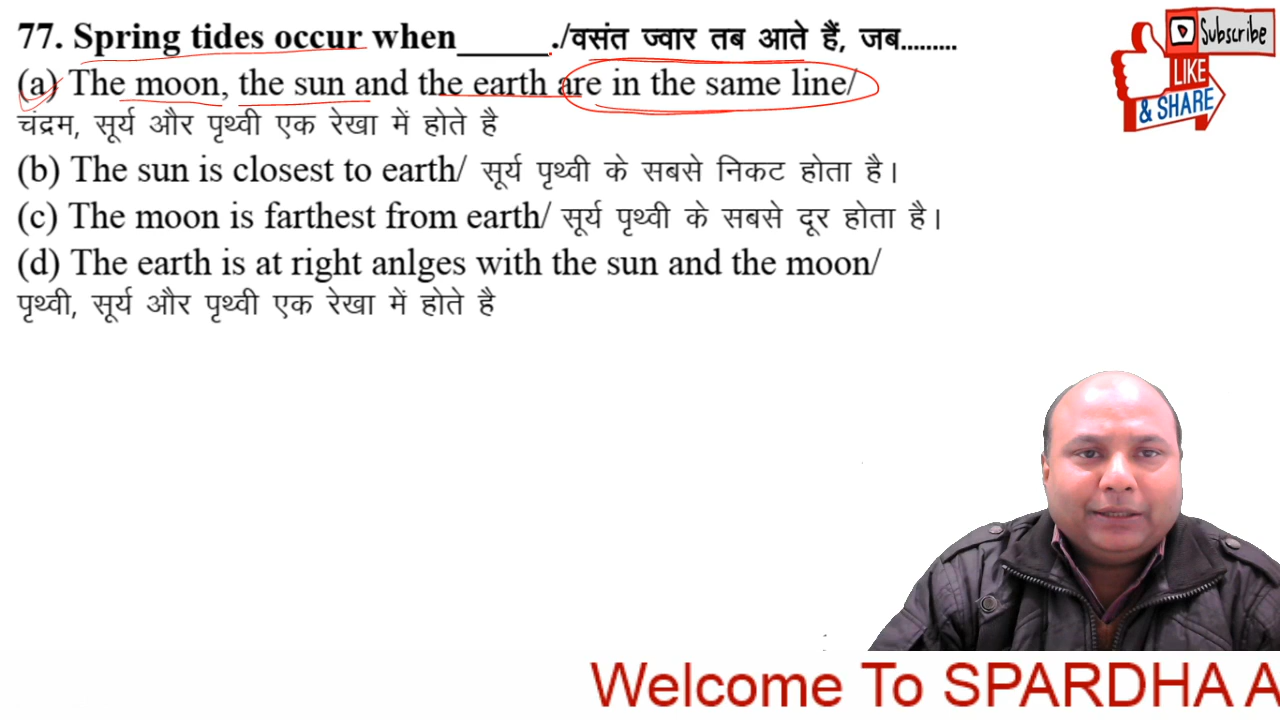 77. Spring tides occur when_____./वसंत ज्वार तब आते हैं, जब.........
(a) The moon, the sun and the earth are in the same line/
चंद्रम, सूर्य और पृथ्वी एक रेखा में होते है
(b) The sun is closest to earth/ सूर्य पृथ्वी के सबसे निकट होता है।
(c) The moon is farthest from earth/ सूर्य पृथ्वी के सबसे दूर होता है।
(d) The earth is at right anlges with the sun and the moon/
पृथ्वी, सूर्य और पृथ्वी एक रेखा में होते है
Subscribe
LIKE
& SHARE
Welcome To SPARDHA A